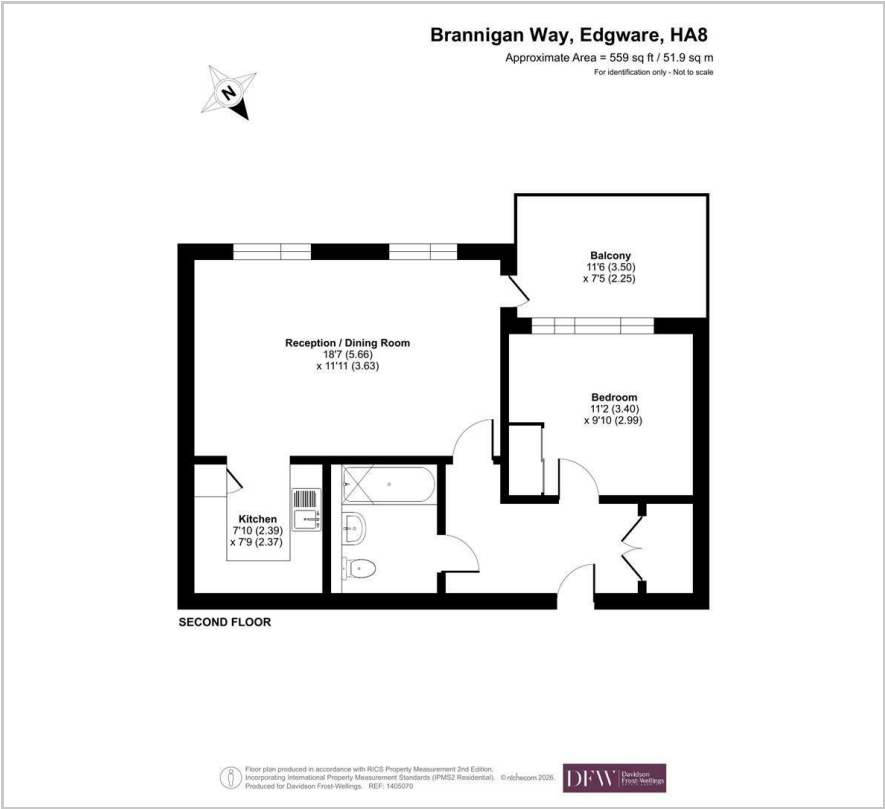 Brannigan Way, Edgware, HA8
Approximate Area = 559 sq ft / 51.9 sq m
For identification only - Not to scale
N
Balcony
11'6 (3.50)
x 7'5 (2.25)
Reception / Dining Room
18'7 (5.66)
x 11'11 (3.63)
Bedroom
11'2 (3.40)
x 9'10 (2.99)
Kitchen
7'10 (2.39)
x 7'9 (2.37)
SECOND FLOOR
Floor plan produced in accordance with RICS Property Measurement 2nd Edition,
Incorporating International Property Measurement Standards (IPMS2 Residential). © nichecom 2026.
Produced for Davidson Frost-Wellings. REF: 1405070
DFW
Davidson
Frost-Wellings